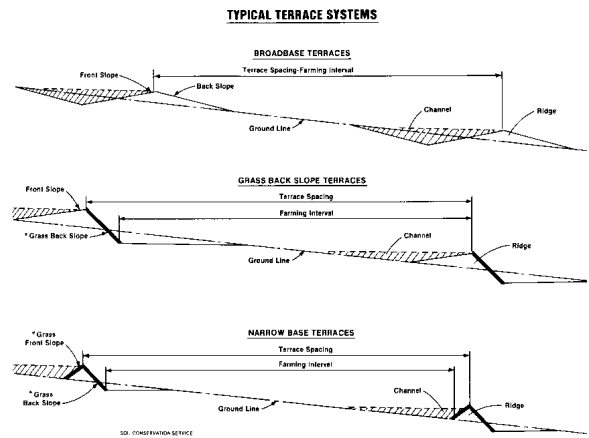 TYPICAL TERRACE SYSTEMS
BROADBASE TERRACES
Terrace Spacing-Farming Interval
Front Slope
Back Slope
Channel
Ridge
Ground Line
GRASS BACK SLOPE TERRACES
Front Slope
Terrace Spacing
Farming Interval
*Grass Back Slope
Channel
Ridge
Ground Line
NARROW BASE TERRACES
*Grass
Front Slope
Terrace Spacing
Farming Interval
*Grass
Back Slope
Channel
Ground Line
Ridge
SOIL CONSERVATION SERVICE